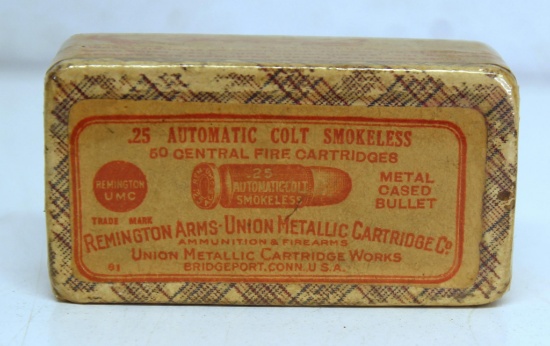 .25 AUTOMATIC COLT SMOKELESS
50 CENTRAL FIRE CARTRIDGES
REMINGTON
UMC
TRADE MARK
.25
AUTOMATIC COLT
SMOKELESS
METAL
CASED
BULLET
REMINGTON ARMS-UNION METALLIC CARTRIDGE CO.
AMMUNITION & FIREARMS
UNION METALLIC CARTRIDGE WORKS
BRIDGEPORT, CONN. U.S.A.